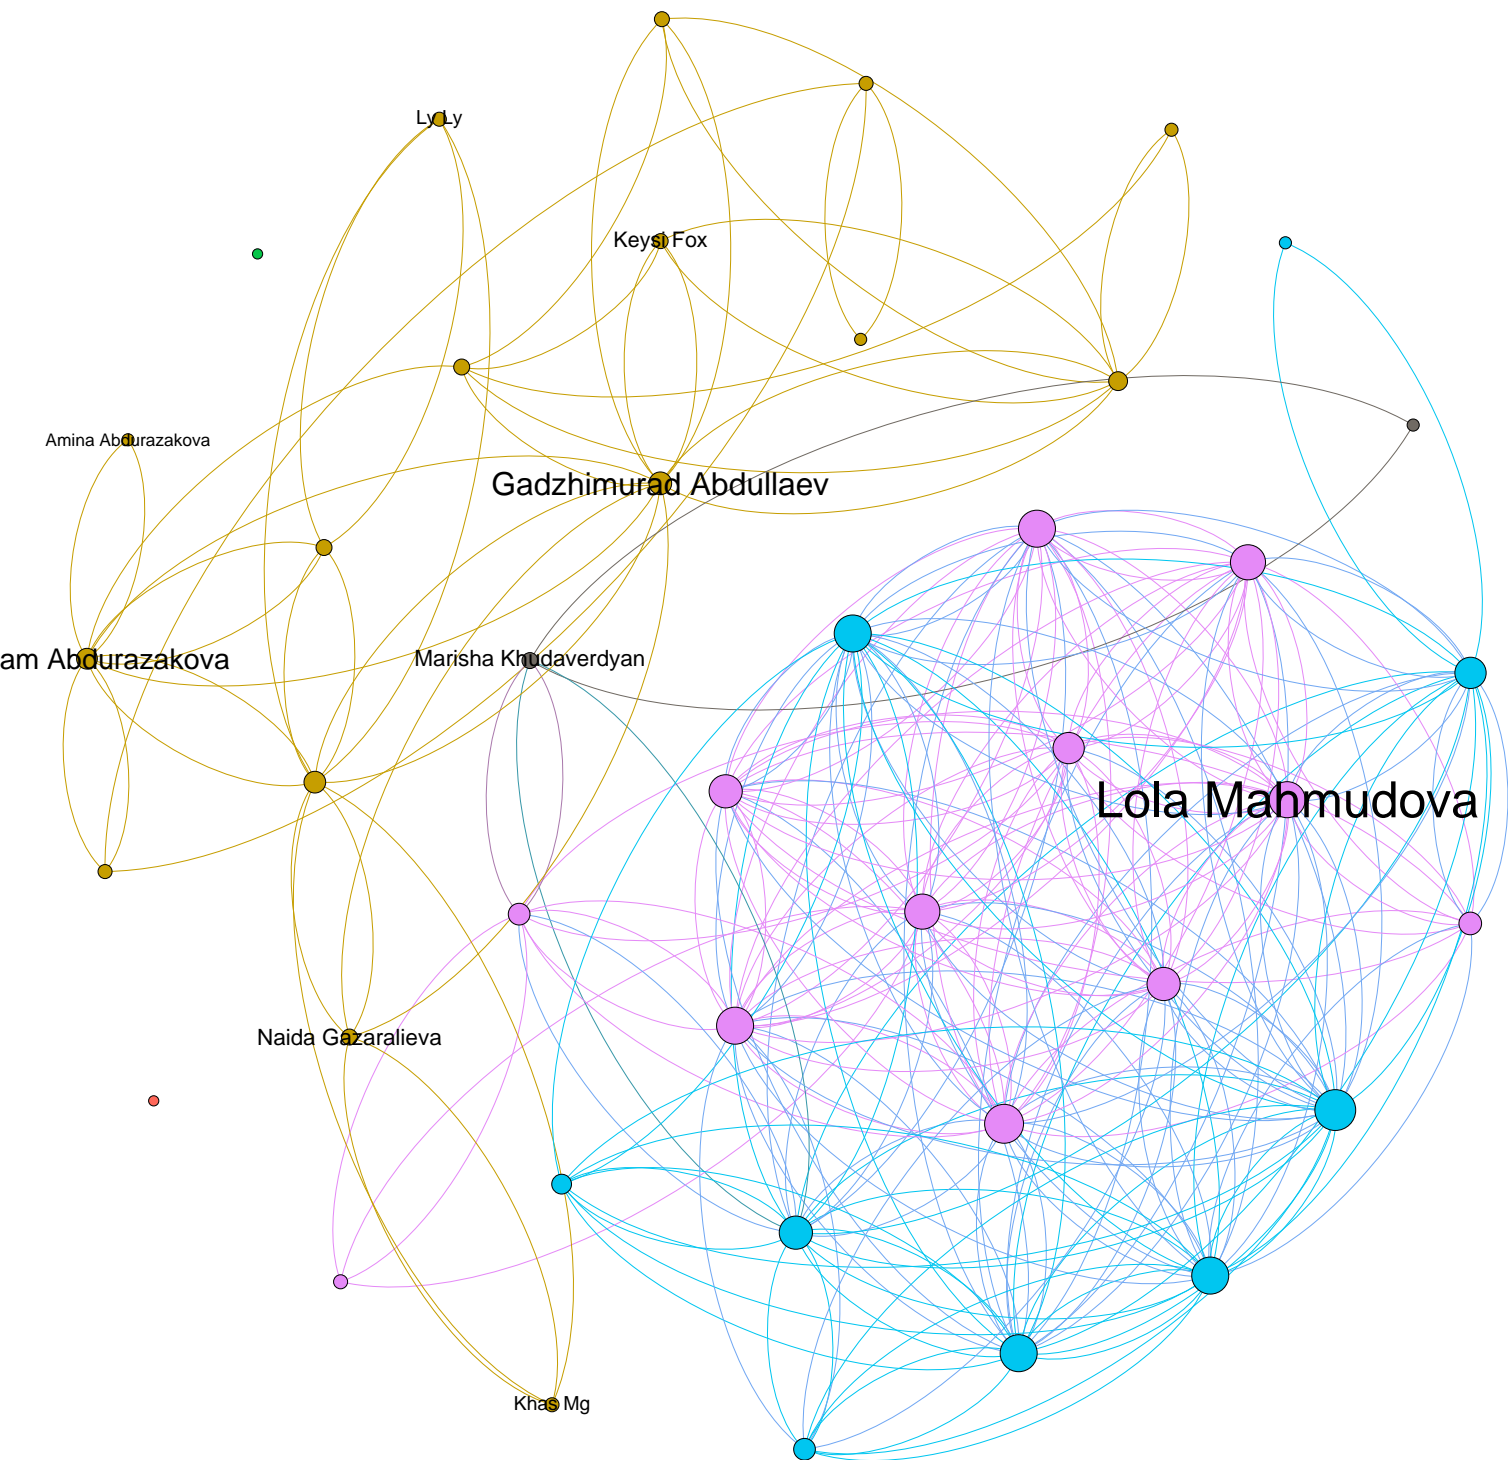 Ly Ly
Keysi Fox
Amina Abdurazakova
Gadzhimurad Abdullaev
am Abdurazakova
Marisha Khudaverdyan
Lola Mahmudova
Naida Gazaralieva
Khas Mg